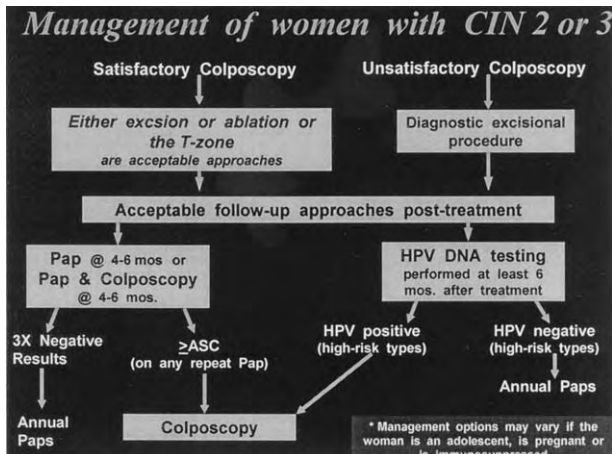 Management of women with CIN 2 or 3
Satisfactory Colposcopy
Unsatisfactory Colposcopy
Either excsion or ablation or
the T-zone
are acceptable approaches
Diagnostic excisional
procedure
Acceptable follow-up approaches post-treatment
Pap @ 4-6 mos or
Pap & Colposcopy
@ 4-6 mos.
HPV DNA testing
performed at least 6
mos. after treatment
3X Negative
Results
≥ASC
(on any repeat Pap)
HPV positive
(high-risk types)
HPV negative
(high-risk types)
Annual Paps
Annual
Paps
Colposcopy
* Management options may vary if the
woman is an adolescent, is pregnant or
is immunosuppressed